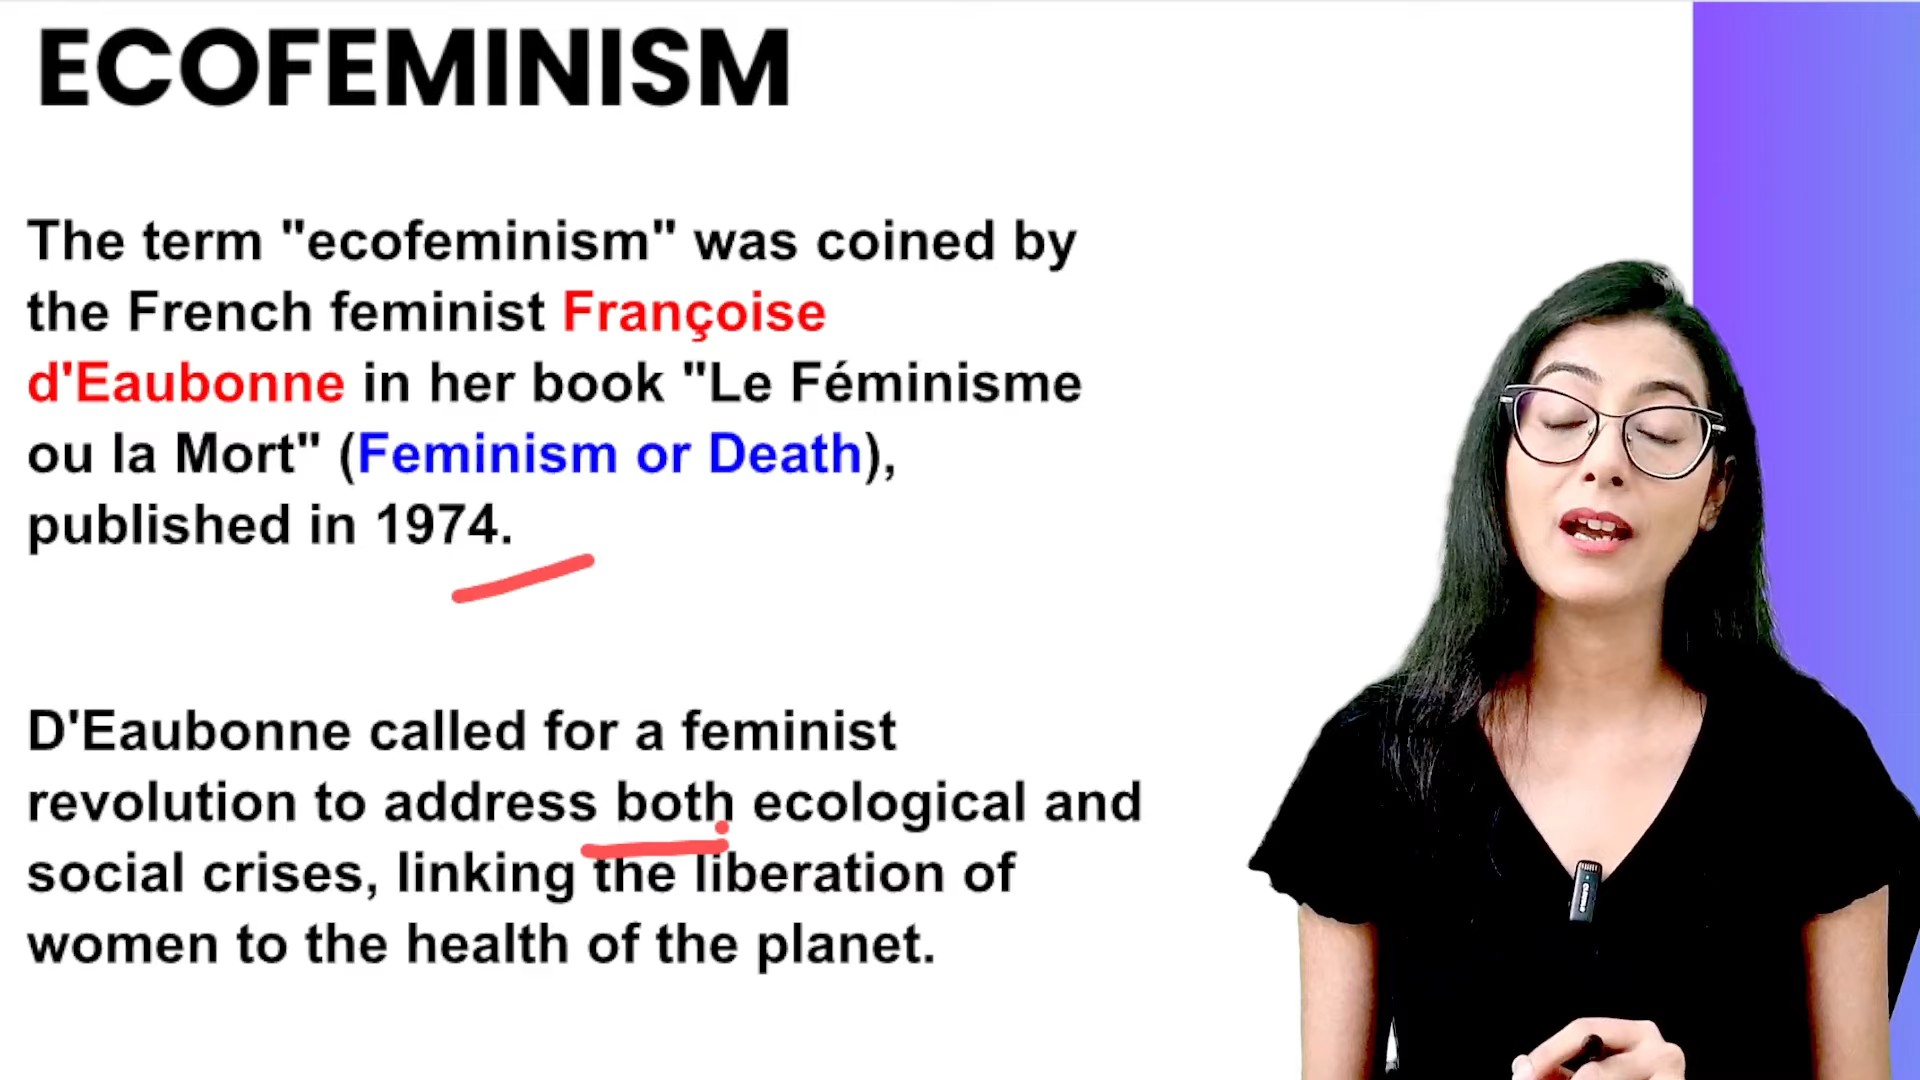 ECOFEMINISM
The term "ecofeminism" was coined by
the French feminist Françoise
d'Eaubonne in her book "Le Féminisme
ou la Mort" (Feminism or Death),
published in 1974.
D'Eaubonne called for a feminist
revolution to address both ecological and
social crises, linking the liberation of
women to the health of the planet.